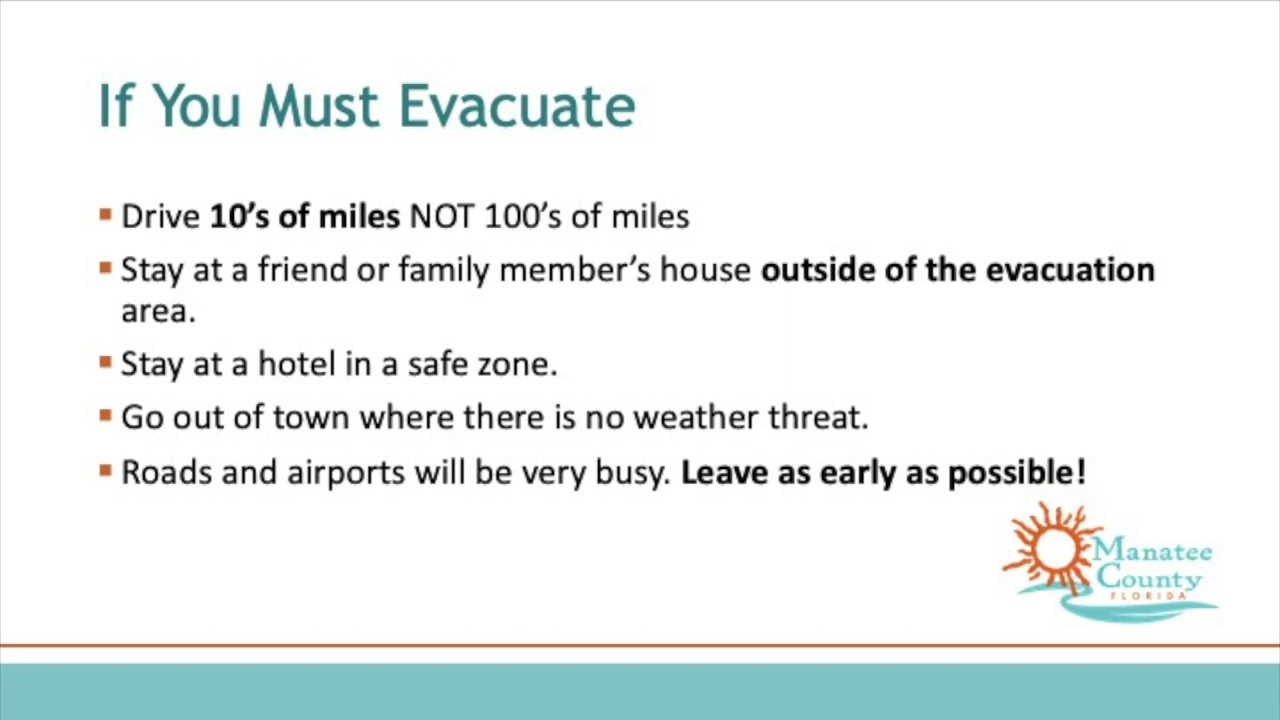 If You Must Evacuate
▪ Drive 10’s of miles NOT 100’s of miles
▪ Stay at a friend or family member’s house outside of the evacuation
area.
▪ Stay at a hotel in a safe zone.
▪ Go out of town where there is no weather threat.
▪ Roads and airports will be very busy. Leave as early as possible!
Manatee
County
FLORIDA